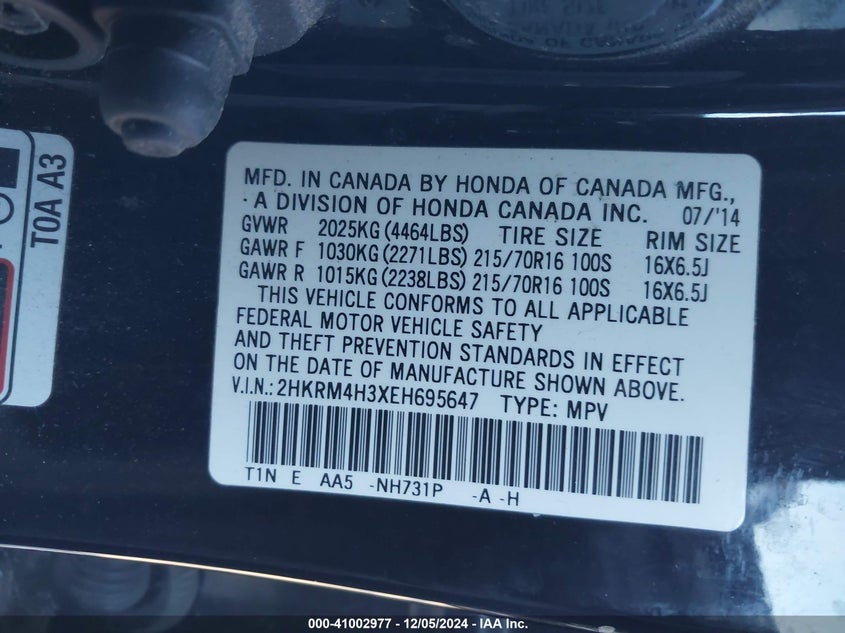 TIRE SIZE
T0A A3
MFD. IN CANADA BY HONDA OF CANADA MFG.,
A DIVISION OF HONDA CANADA INC. 07/'14
GVWR 2025KG (4464LBS) TIRE SIZE RIM SIZE
GAWR F 1030KG (2271LBS) 215/70R16 100S 16X6.5J
GAWR R 1015KG (2238LBS) 215/70R16 100S 16X6.5J
THIS VEHICLE CONFORMS TO ALL APPLICABLE
FEDERAL MOTOR VEHICLE SAFETY
AND THEFT PREVENTION STANDARDS IN EFFECT
ON THE DATE OF MANUFACTURE SHOWN ABOVE.
V.I.N.: 2HKRM4H3XEH695647 TYPE: MPV
T1N E AA5 -NH731P -A -H
000-41002977 - 12/05/2024 - IAA Inc.